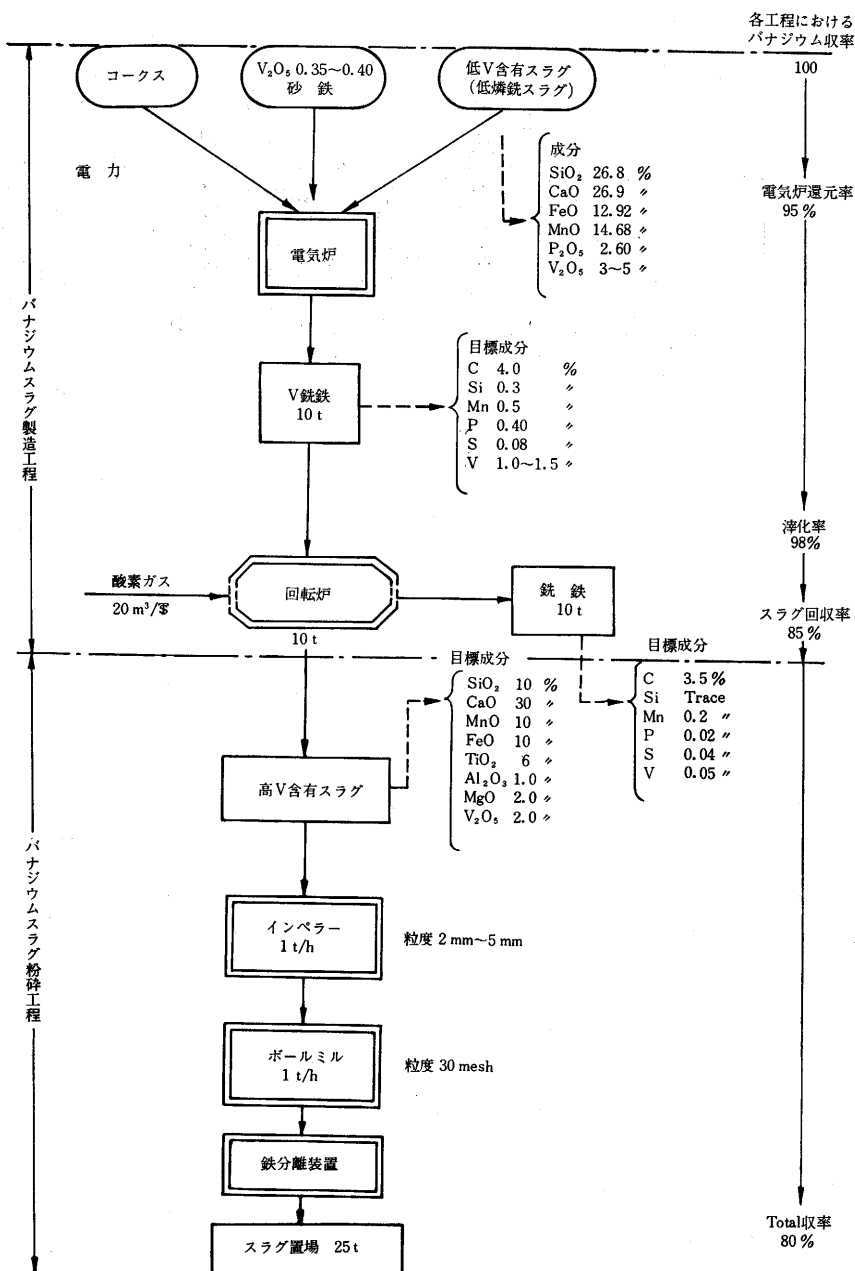 各工程における
バナジウム収率
100
コークス
V₂O₅ 0.35~0.40
砂 鉄
低V含有スラグ
(低燐銑スラグ)
電 力
成分
SiO₂ 26.8 %
CaO 26.9 〃
FeO 12.92 〃
MnO 14.68 〃
P₂O₅ 2.60 〃
V₂O₅ 3~5 〃
電気炉還元率
95%
電気炉
バナジウムスラグ製造工程
V銑鉄
10 t
目標成分
C 4.0 %
Si 0.3 〃
Mn 0.5 〃
P 0.40 〃
S 0.08 〃
V 1.0~1.5 〃
滓化率
98%
酸素ガス
20 m³/
回転炉
10 t
銑 鉄
10 t
スラグ回収率
85%
目標成分
SiO₂ 10 %
CaO 30 〃
MnO 10 〃
FeO 10 〃
TiO₂ 6 〃
Al₂O₃ 1.0 〃
MgO 2.0 〃
V₂O₅ 2.0 〃
目標成分
C 3.5 %
Si Trace
Mn 0.2 〃
P 0.02 〃
S 0.04 〃
V 0.05 〃
高V含有スラグ
バナジウムスラグ粉砕工程
インペラー
1 t/h
粒度 2 mm~5 mm
ボールミル
1 t/h
粒度 30 mesh
鉄分離装置
スラグ置場 25 t
Total収率
80%